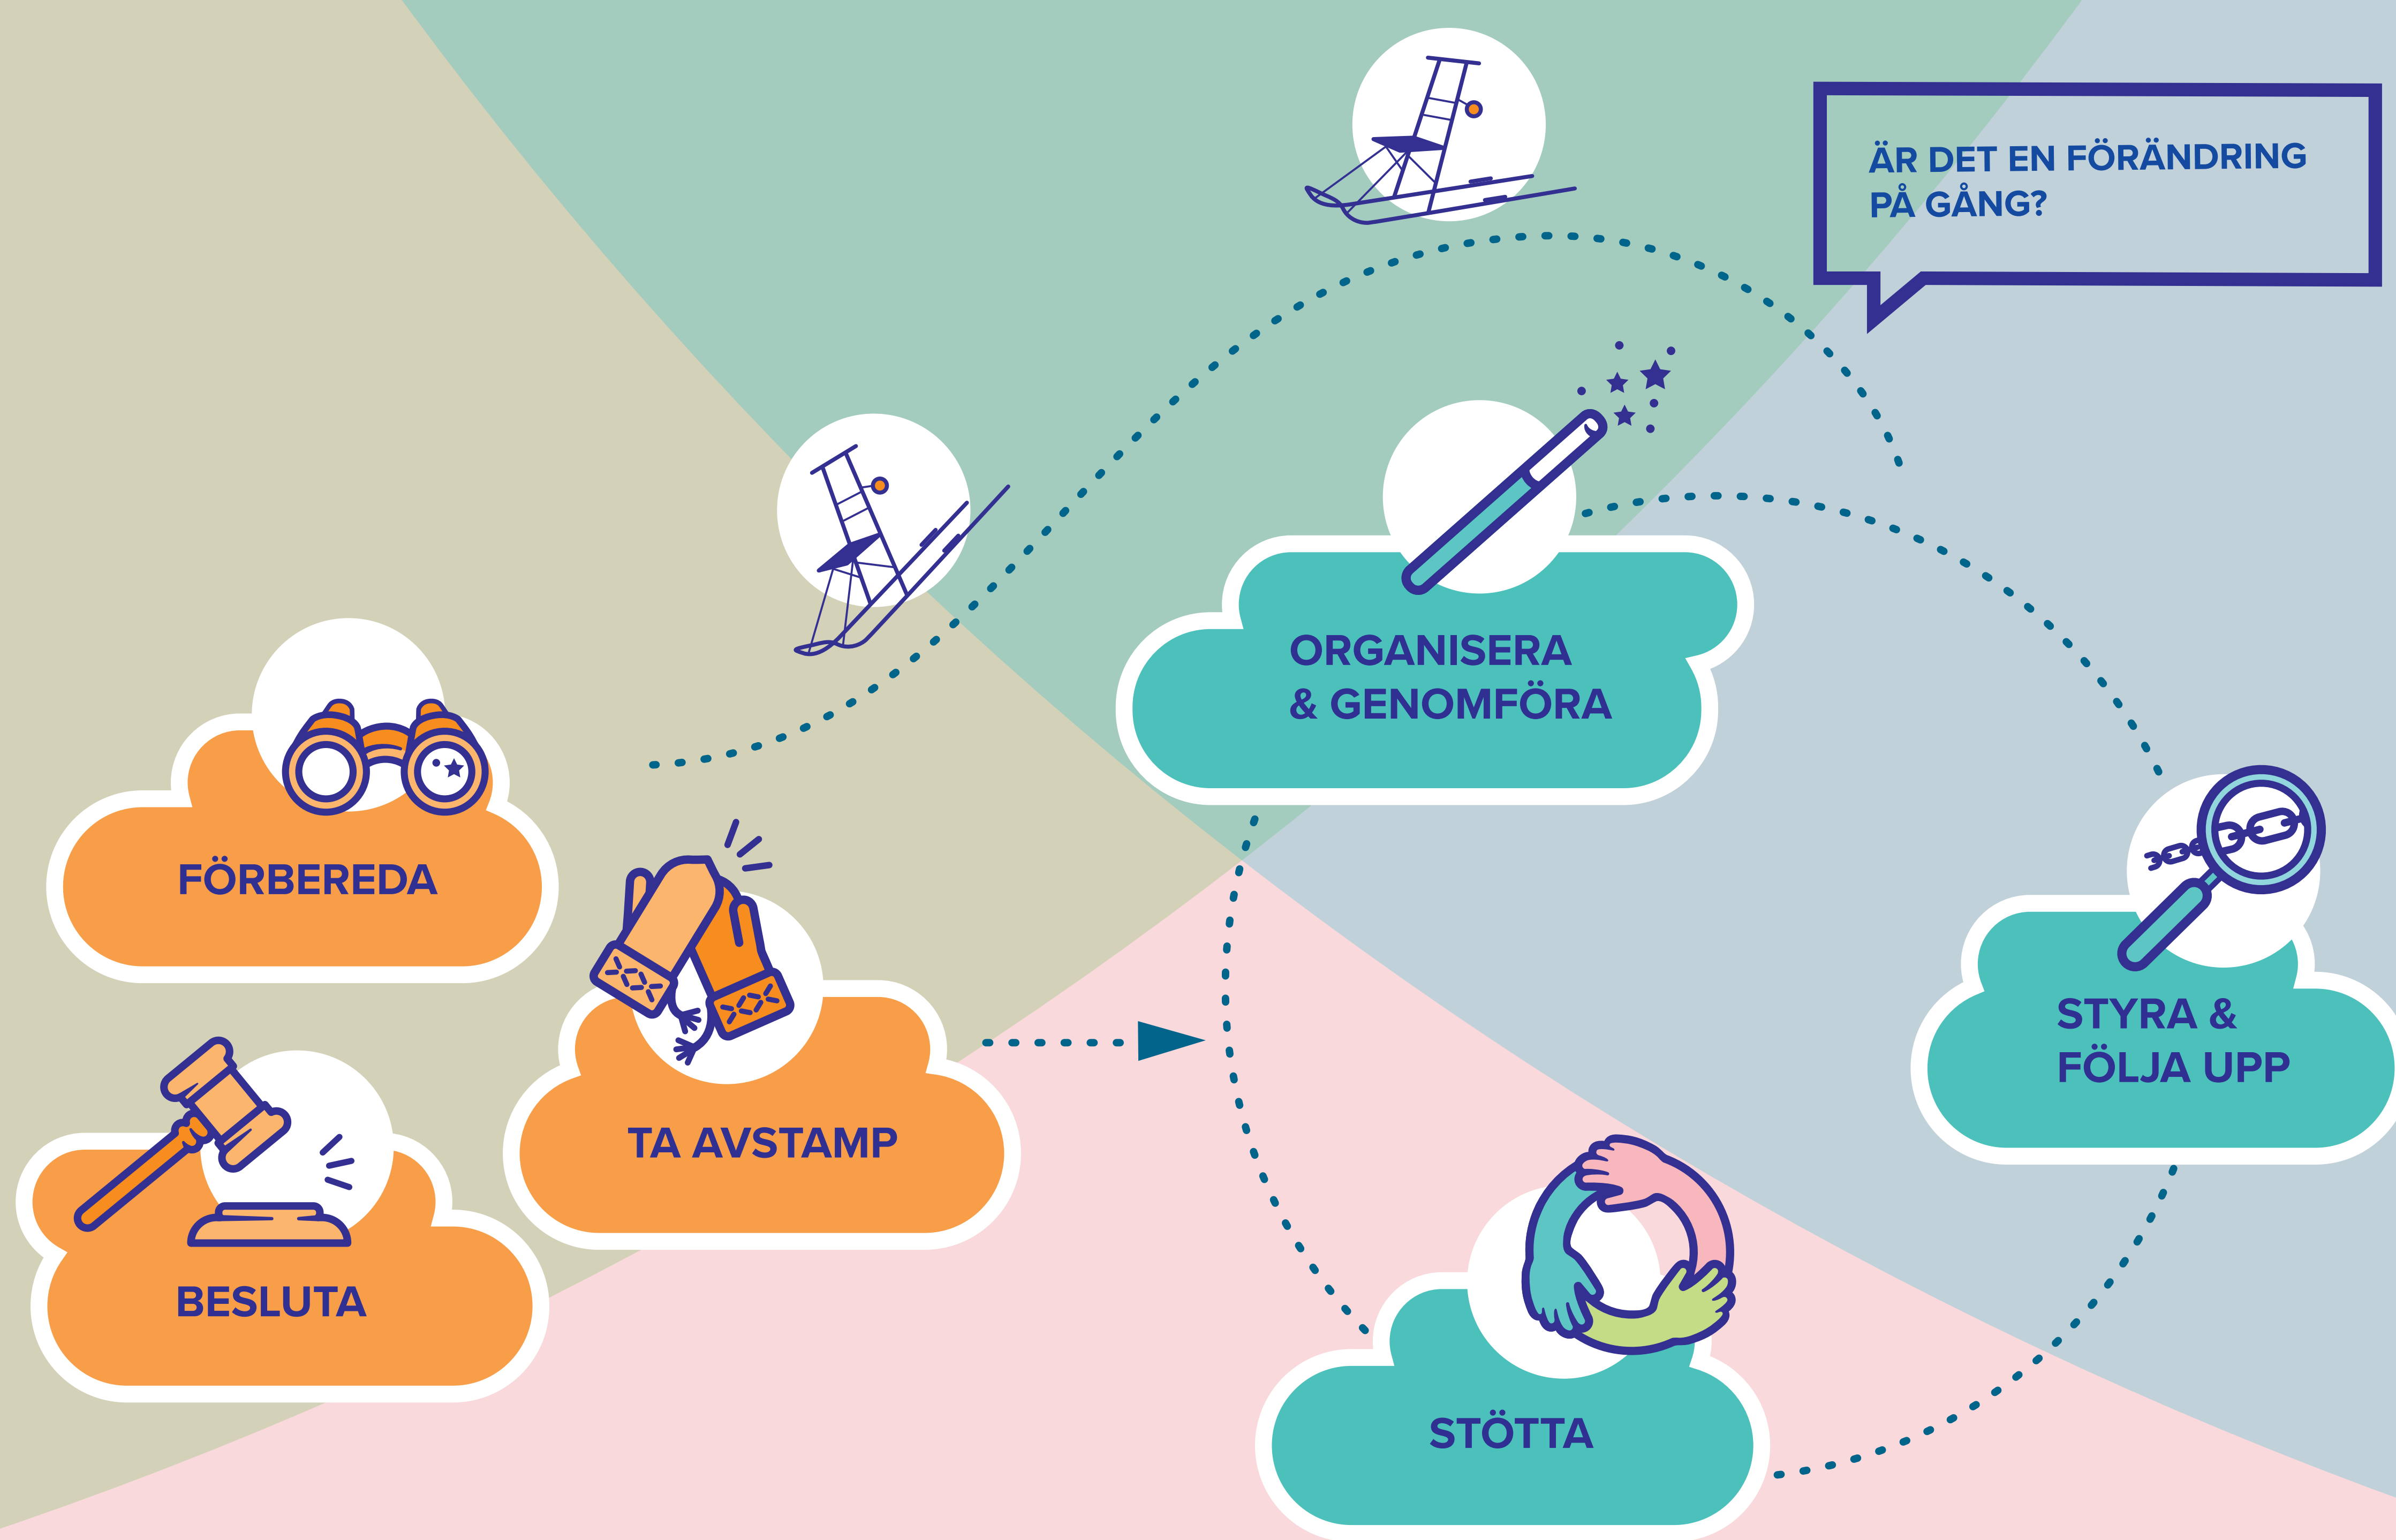 ÄR DET EN FÖRÄNDRING
PÅ GÅNG?
ORGANISERA
& GENOMFÖRA
FÖRBEREDA
STYRA &
FÖLJA UPP
TA AVSTAMP
BESLUTA
STÖTTA